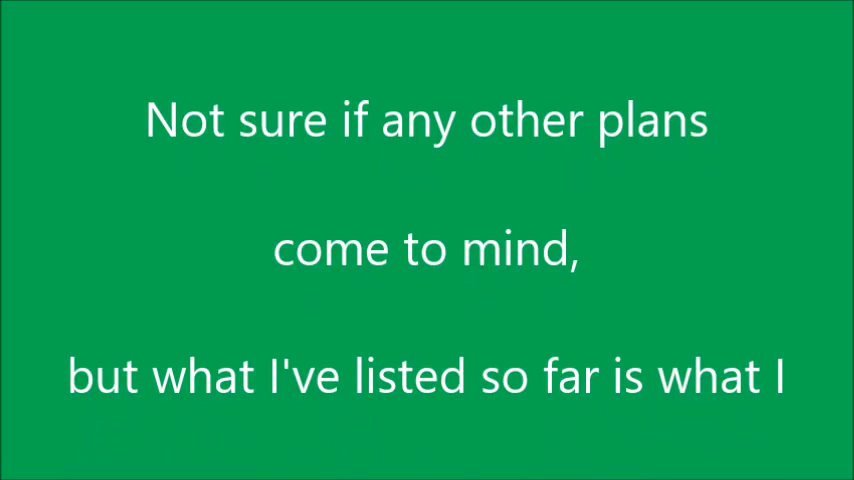 Not sure if any other plans
come to mind,
but what I've listed so far is what I